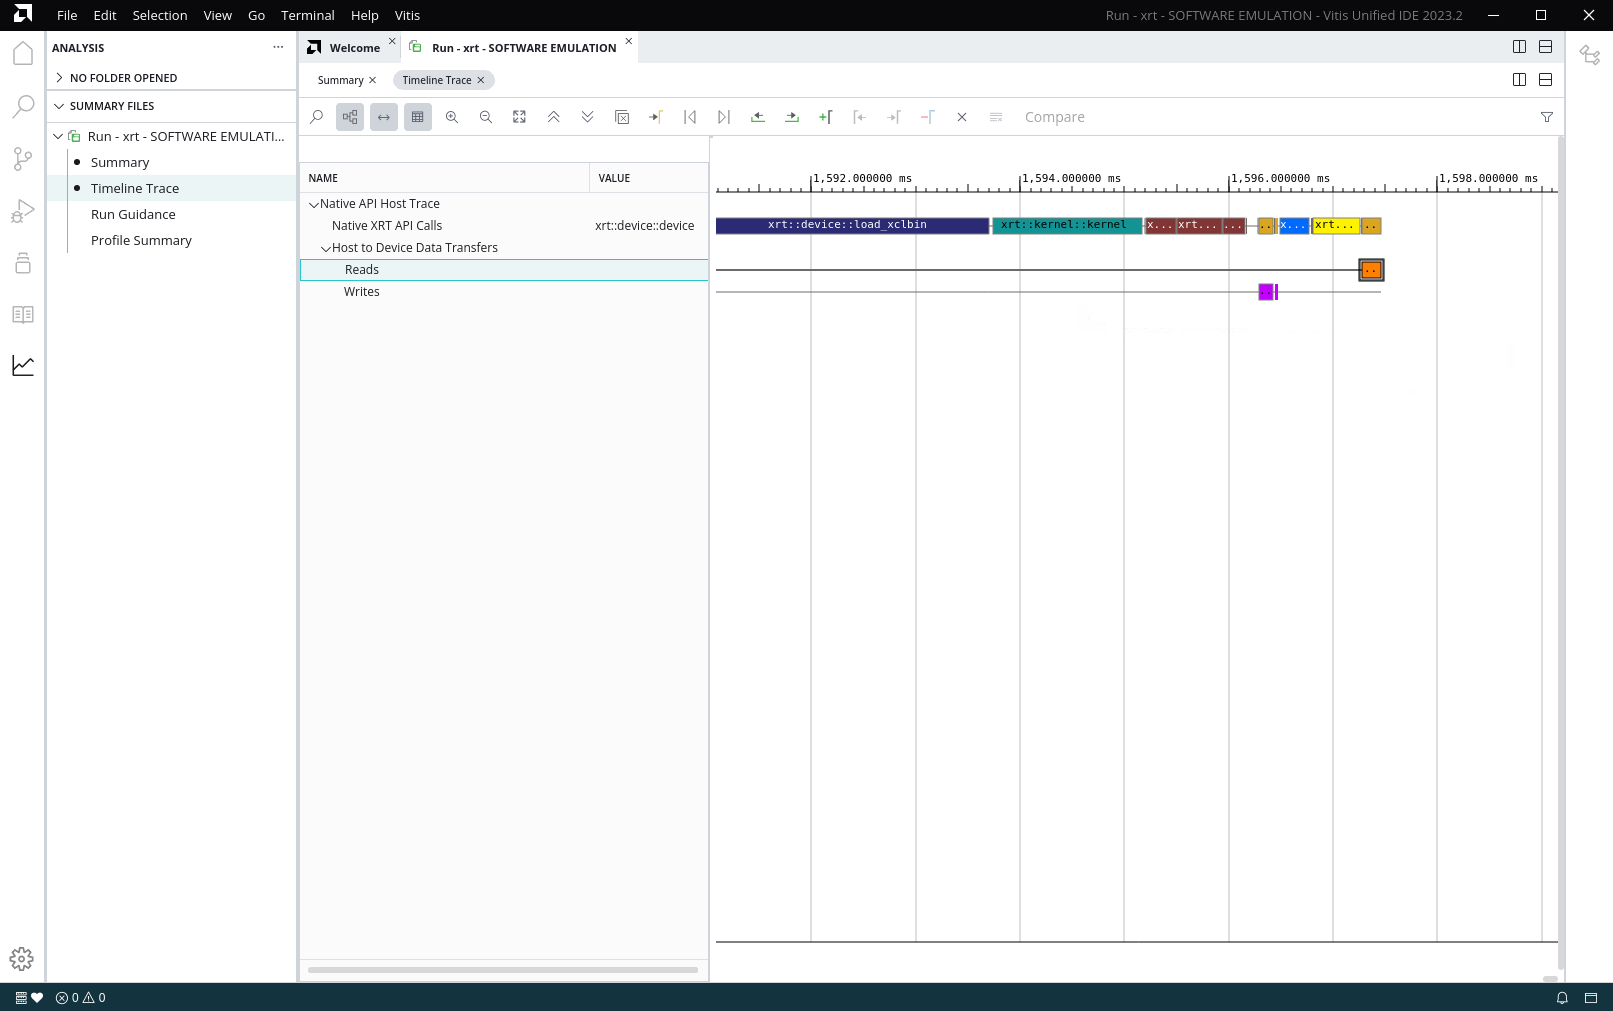 File Edit Selection View Go Terminal Help Vitis
Run - xrt - SOFTWARE EMULATION - Vitis Unified IDE 2023.2
ANALYSIS
Welcome
Run - xrt - SOFTWARE EMULATION
NO FOLDER OPENED
Summary
Timeline Trace
SUMMARY FILES
Compare
Run - xrt - SOFTWARE EMULATI...
Summary
Timeline Trace
Run Guidance
Profile Summary
NAME VALUE
1,592.000000 ms 1,594.000000 ms 1,596.000000 ms 1,598.000000 ms
Native API Host Trace
Native XRT API Calls xrt::device::device
xrt::device::load_xclbin xrt::kernel::kernel x... xrt... ... .. x... xrt... ..
Host to Device Data Transfers
Reads ..
Writes ..
0 0